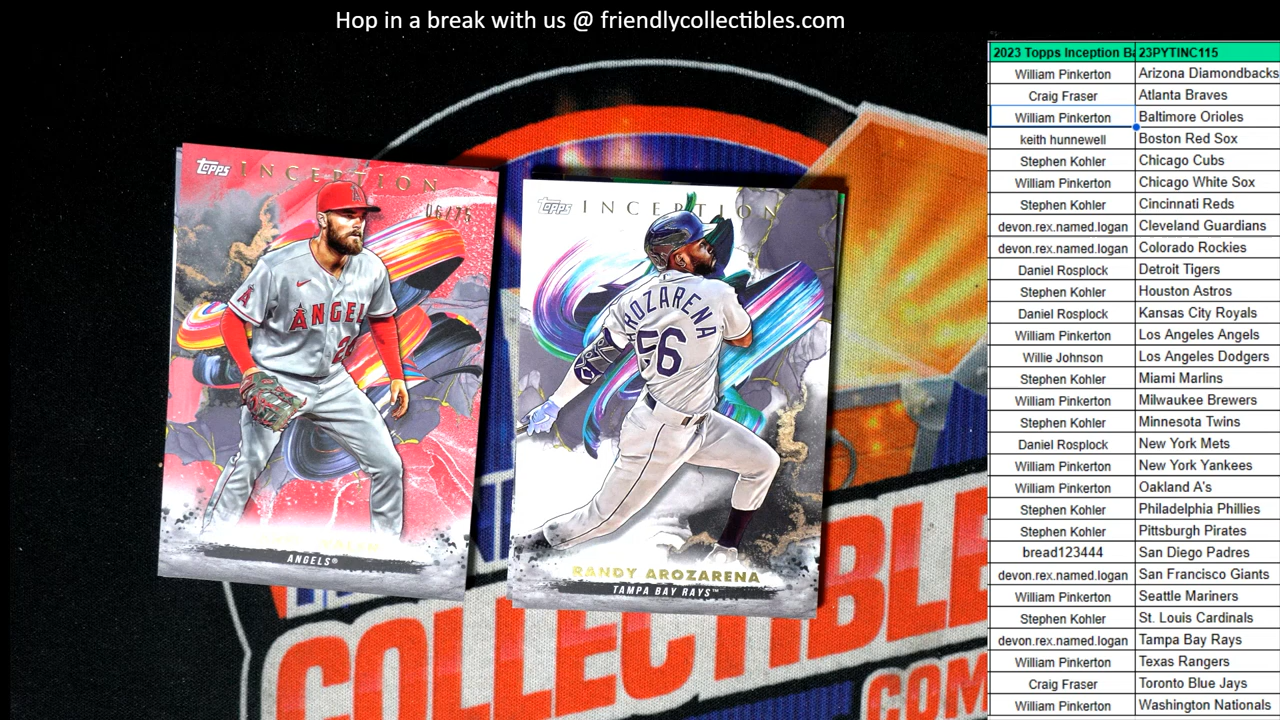 Hop in a break with us @ friendlycollectibles.com
2023 Topps Inception Ba 23PYTINC115
William Pinkerton Arizona Diamondbacks
Craig Fraser Atlanta Braves
William Pinkerton Baltimore Orioles
keith hunnewell Boston Red Sox
Stephen Kohler Chicago Cubs
William Pinkerton Chicago White Sox
Stephen Kohler Cincinnati Reds
devon.rex.named.logan Cleveland Guardians
devon.rex.named.logan Colorado Rockies
Daniel Rosplock Detroit Tigers
Stephen Kohler Houston Astros
Daniel Rosplock Kansas City Royals
William Pinkerton Los Angeles Angels
Willie Johnson Los Angeles Dodgers
Stephen Kohler Miami Marlins
William Pinkerton Milwaukee Brewers
Stephen Kohler Minnesota Twins
Daniel Rosplock New York Mets
William Pinkerton New York Yankees
William Pinkerton Oakland A's
Stephen Kohler Philadelphia Phillies
Stephen Kohler Pittsburgh Pirates
bread123444 San Diego Padres
devon.rex.named.logan San Francisco Giants
William Pinkerton Seattle Mariners
Stephen Kohler St. Louis Cardinals
devon.rex.named.logan Tampa Bay Rays
William Pinkerton Texas Rangers
Craig Fraser Toronto Blue Jays
William Pinkerton Washington Nationals
Topps INCEPTION
A
A ANGEL
ANGELS®
Topps INCEPTION
AROZARENA
56
RANDY AROZARENA
TAMPA BAY RAYS™
COLLECTIBLE
COM